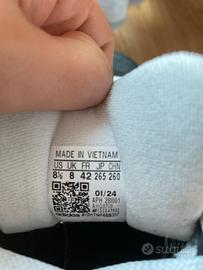 MADE IN VIETNAM
US UK FR JP CHN
8½ 8 42 265 260
01/24
APH 281001
adidas
subito